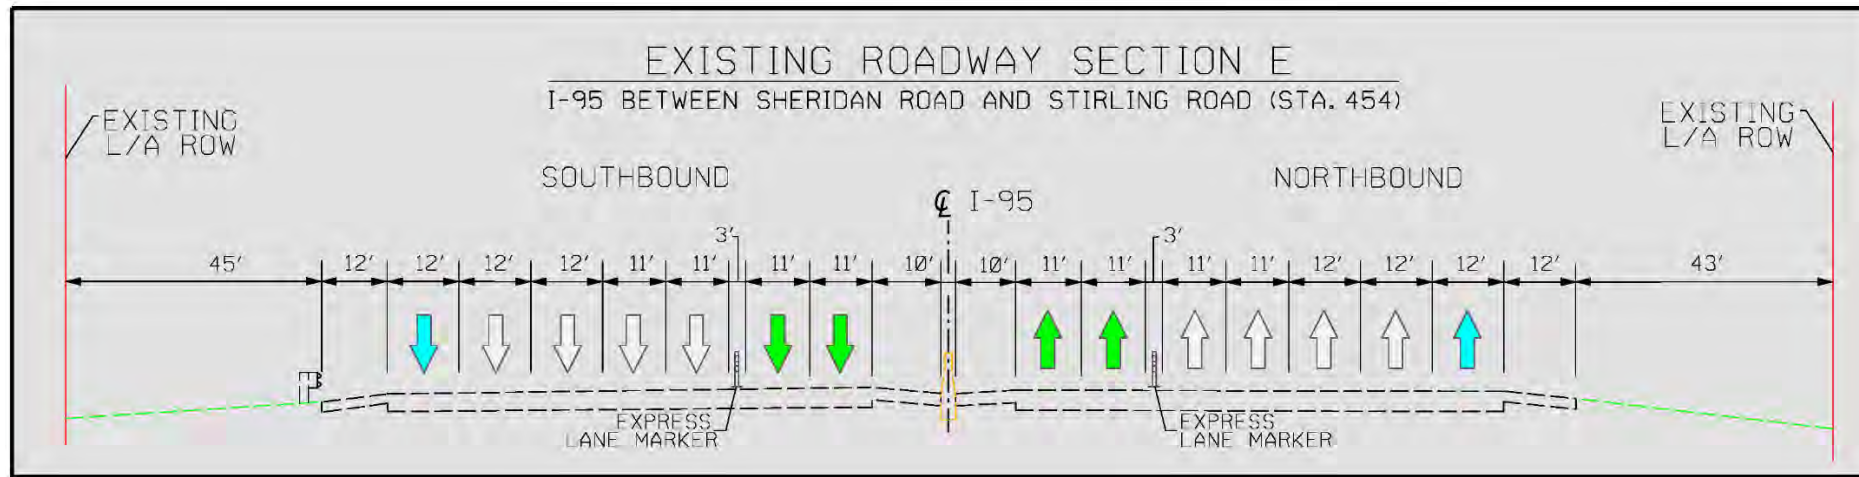 EXISTING ROADWAY SECTION E
I-95 BETWEEN SHERIDAN ROAD AND STIRLING ROAD (STA. 454)
EXISTING
L/A ROW
EXISTING
L/A ROW
SOUTHBOUND
NORTHBOUND
℄ I-95
3' 3'
45' 12' 12' 12' 12' 11' 11' 11' 11' 10' 10' 11' 11' 11' 11' 12' 12' 12' 12' 43'
EXPRESS
LANE MARKER
EXPRESS
LANE MARKER